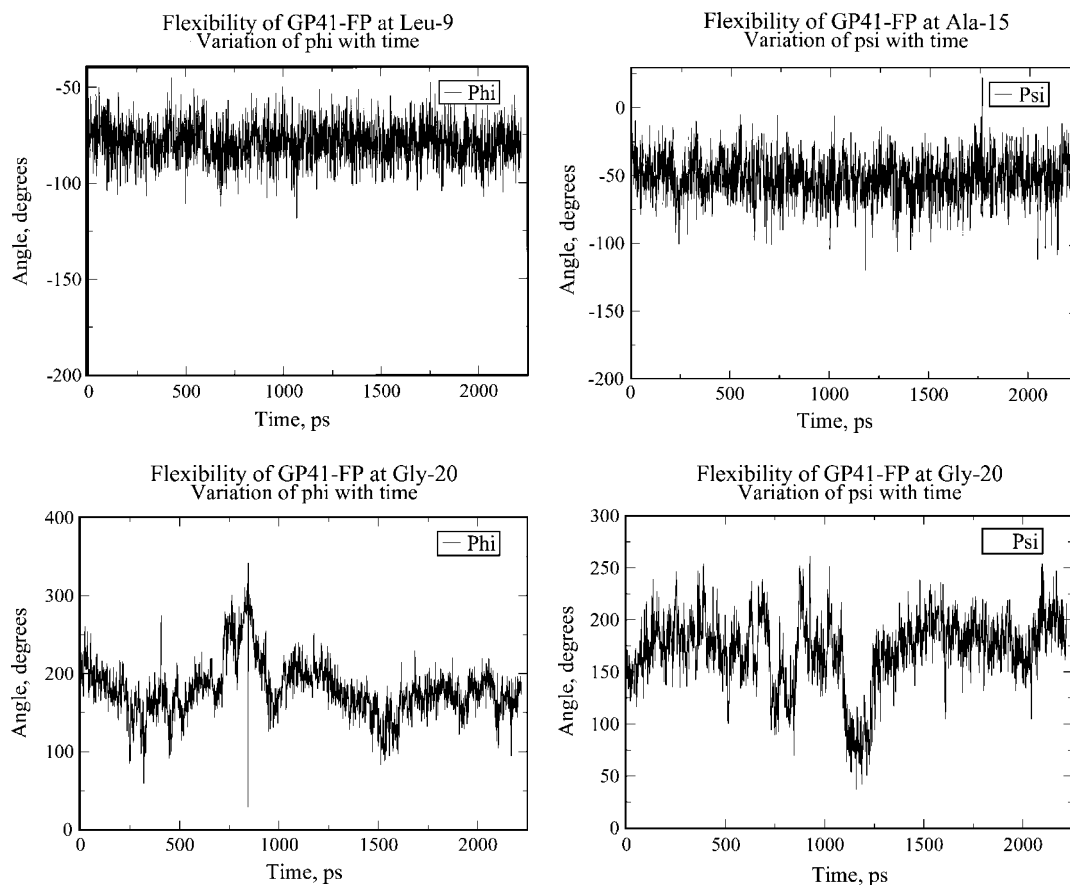 Flexibility of GP41-FP at Leu-9
Variation of phi with time
Phi
-50
-100
-150
-200
Angle, degrees
0
500
1000
1500
2000
Time, ps
Flexibility of GP41-FP at Ala-15
Variation of psi with time
Psi
0
-50
-100
-150
-200
Angle, degrees
0
500
1000
1500
2000
Time, ps
Flexibility of GP41-FP at Gly-20
Variation of phi with time
Phi
400
300
200
100
0
Angle, degrees
0
500
1000
1500
2000
Time, ps
Flexibility of GP41-FP at Gly-20
Variation of psi with time
Psi
300
250
200
150
100
50
0
Angle, degrees
0
500
1000
1500
2000
Time, ps